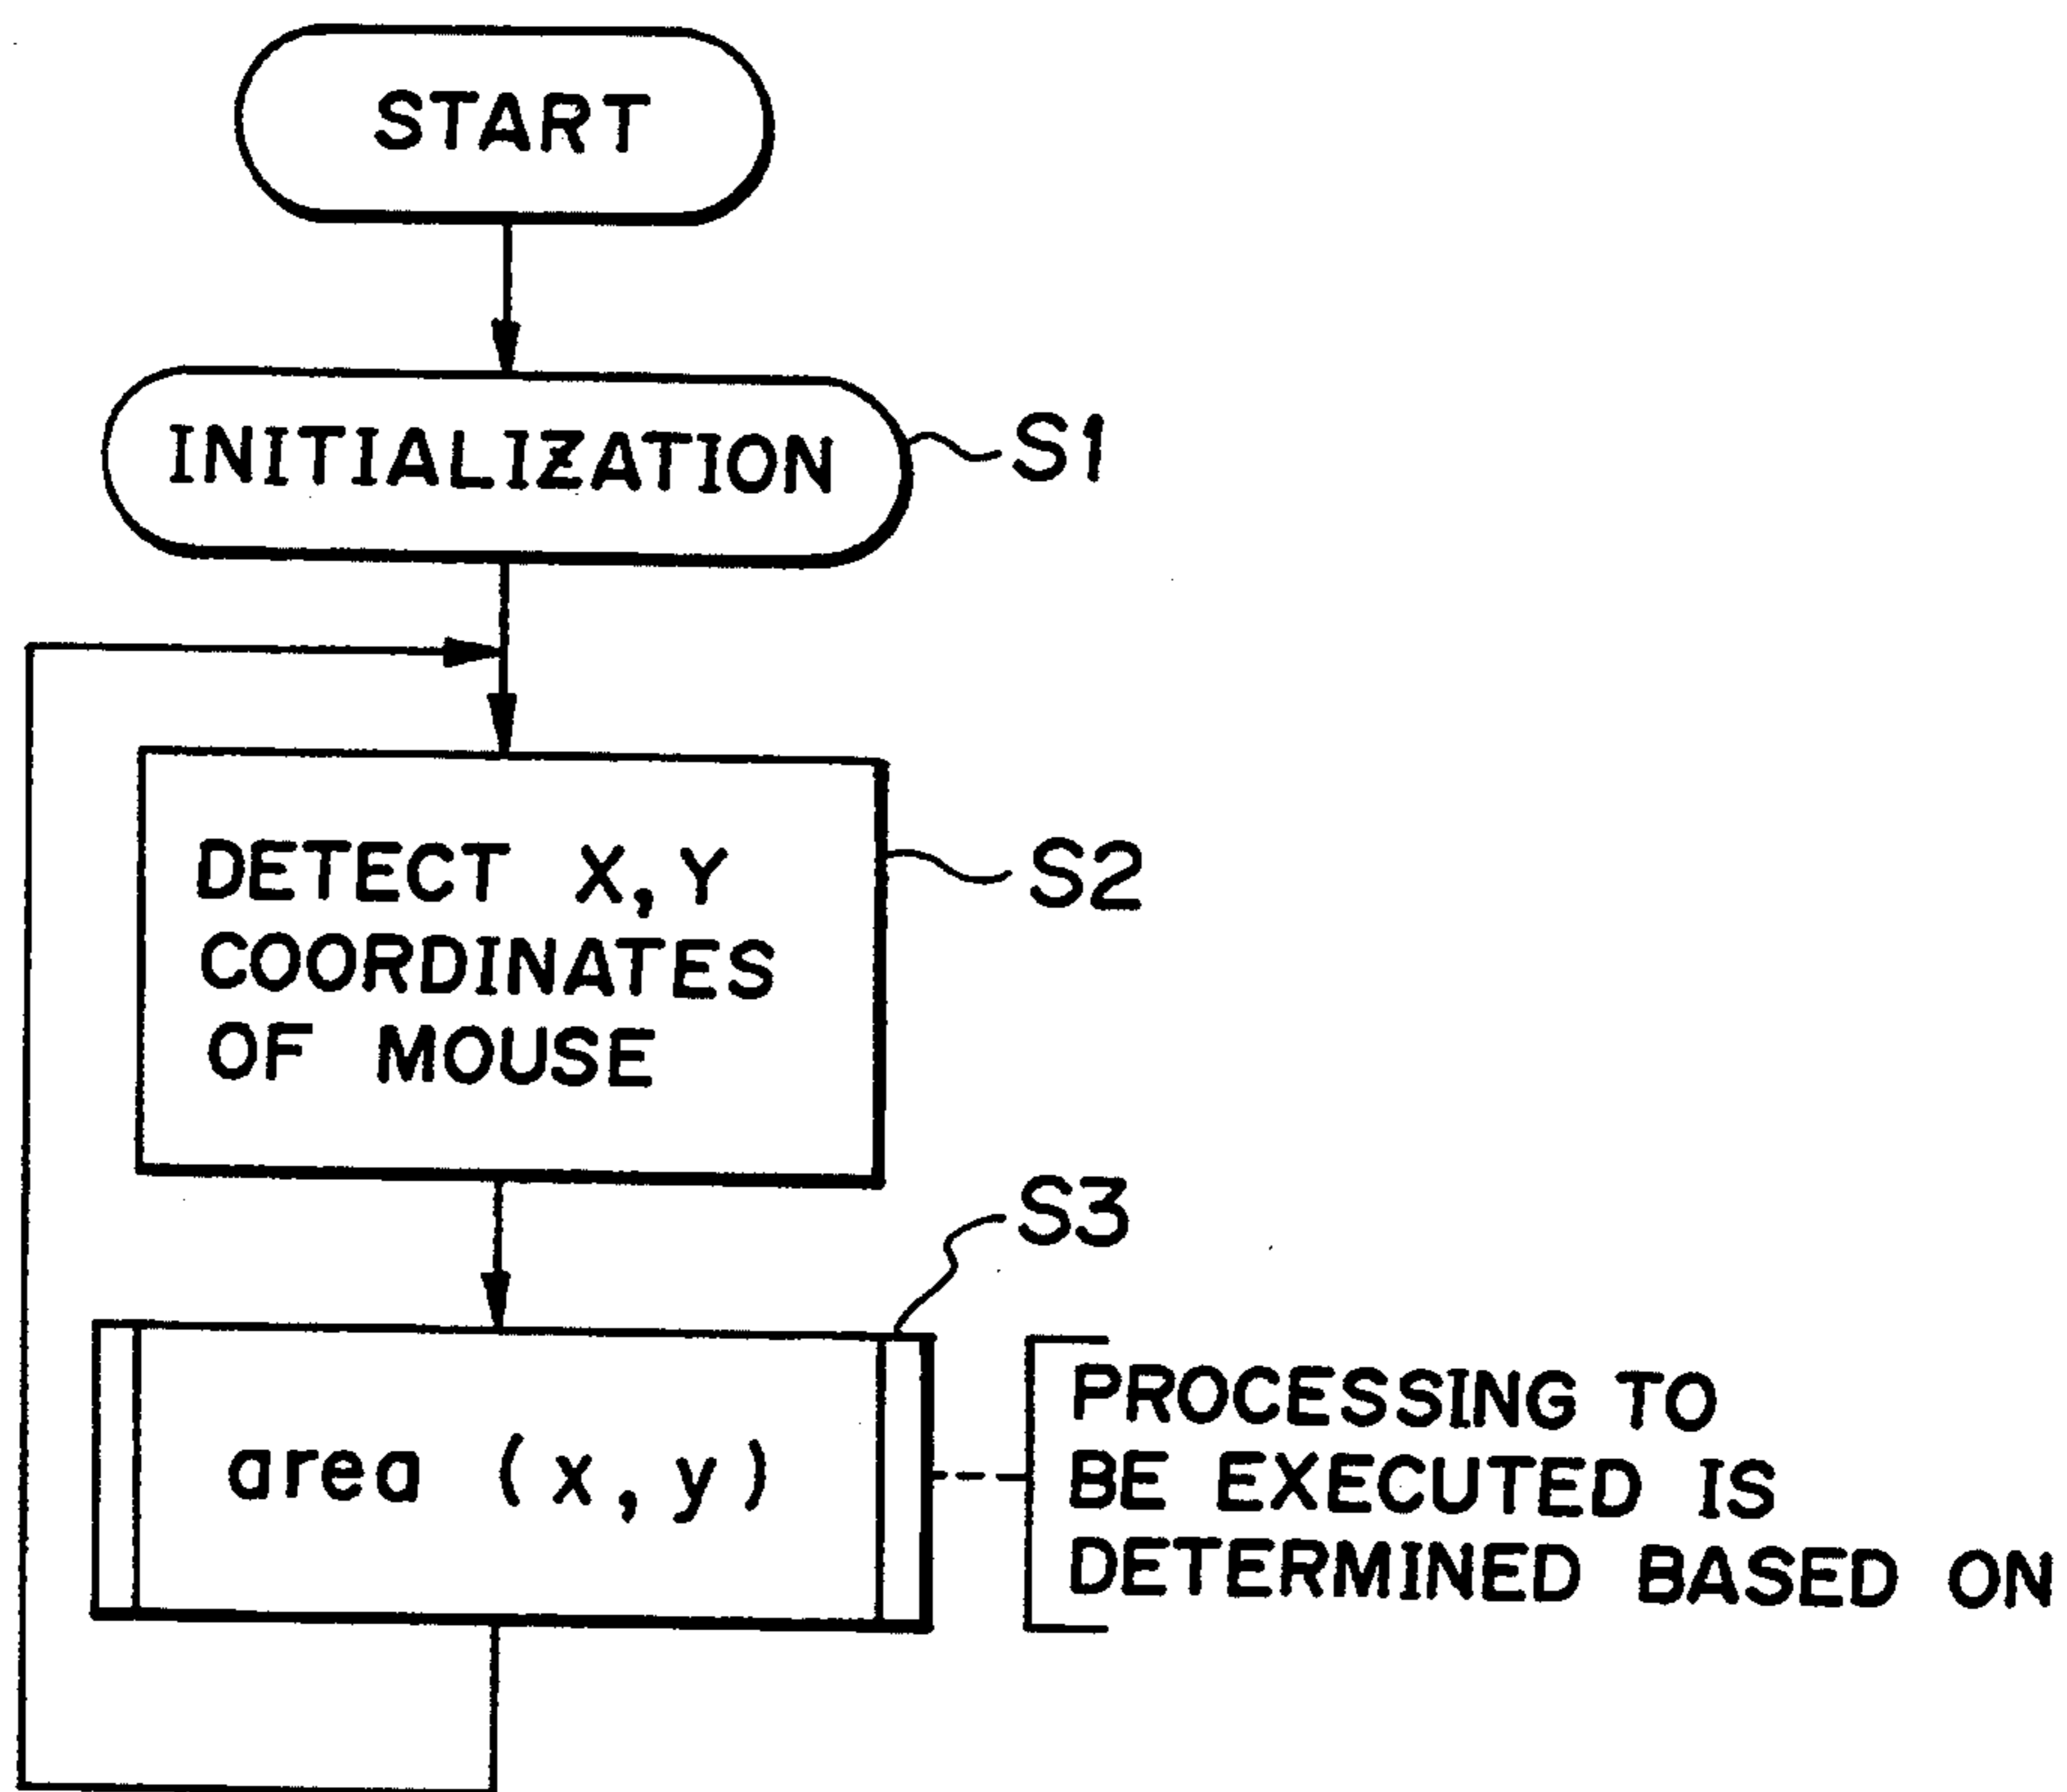 START
INITIALIZATION
S1
DETECT X, Y
COORDINATES
OF MOUSE
S2
S3
area (x, y)
PROCESSING TO
BE EXECUTED IS
DETERMINED BASED ON